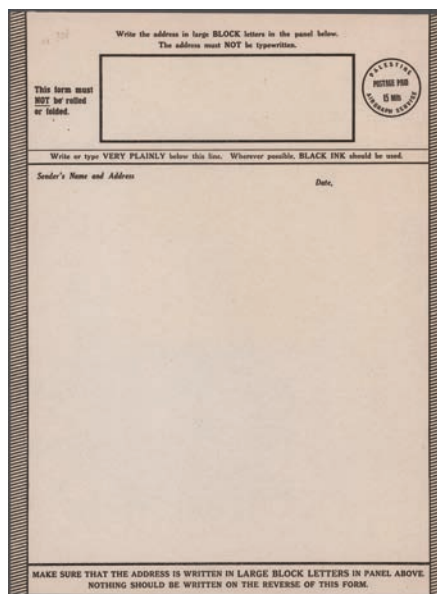 Write the address in large BLOCK letters in the panel below.
The address must NOT be typewritten.
This form must
NOT be rolled
or folded.
PALESTINE
POSTAGE PAID
15 Mils
AIRGRAPH SERVICE
Write or type VERY PLAINLY below this line. Wherever possible, BLACK INK should be used.
Sender's Name and Address
Date,
MAKE SURE THAT THE ADDRESS IS WRITTEN IN LARGE BLOCK LETTERS IN PANEL ABOVE.
NOTHING SHOULD BE WRITTEN ON THE REVERSE OF THIS FORM.